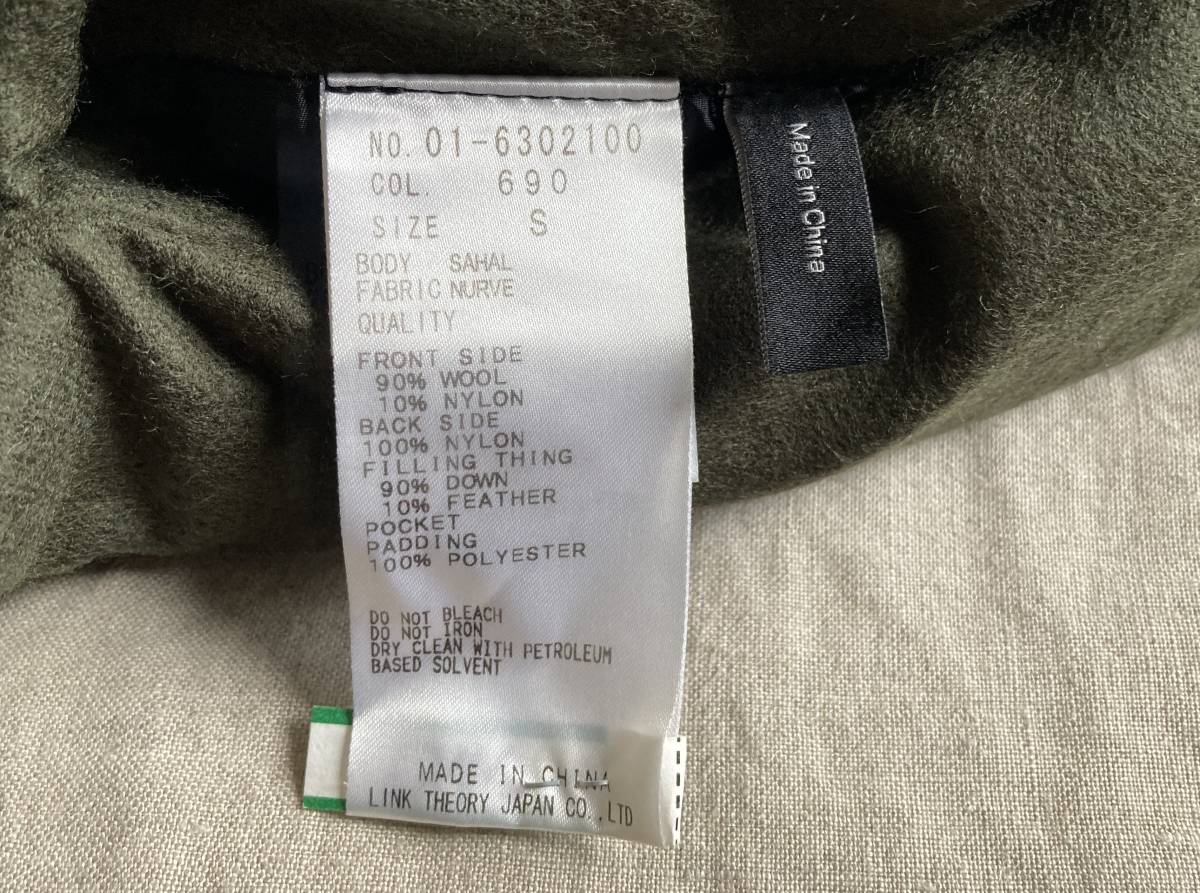 NO. 01-6302100
COL. 690
SIZE S
BODY SAHAL
FABRIC NURVE
QUALITY
FRONT SIDE
90% WOOL
10% NYLON
BACK SIDE
100% NYLON
FILLING THING
90% DOWN
10% FEATHER
POCKET
PADDING
100% POLYESTER
DO NOT BLEACH
DO NOT IRON
DRY CLEAN WITH PETROLEUM
BASED SOLVENT
MADE IN CHINA
LINK THEORY JAPAN CO.,LTD
Made in China